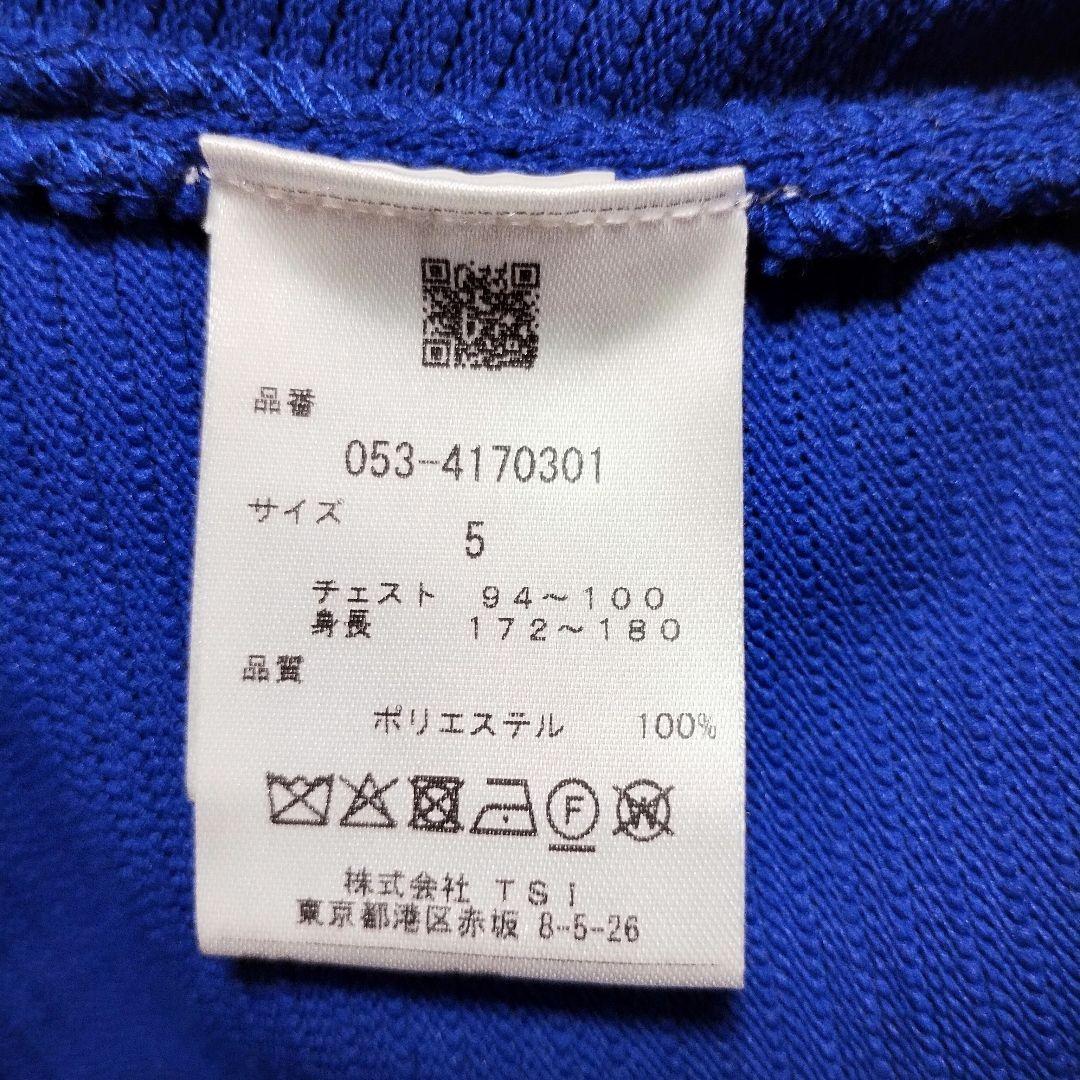 品番
053-4170301
サイズ
5
チェスト 94～100
身長 172～180
品質
ポリエステル 100%
F W
株式会社 TSI
東京都港区赤坂 8-5-26